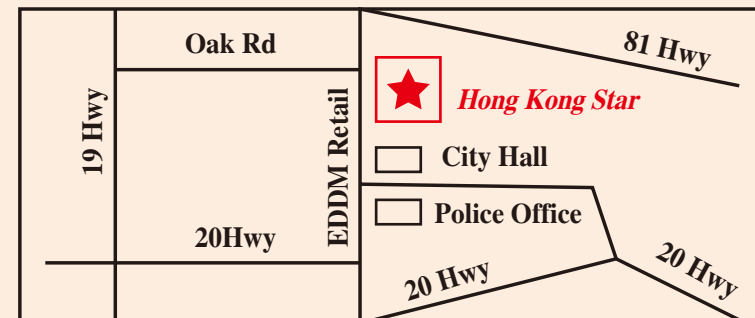 Oak Rd
81 Hwy
19 Hwy
EDDM Retail
Hong Kong Star
City Hall
Police Office
20Hwy
20 Hwy
20 Hwy